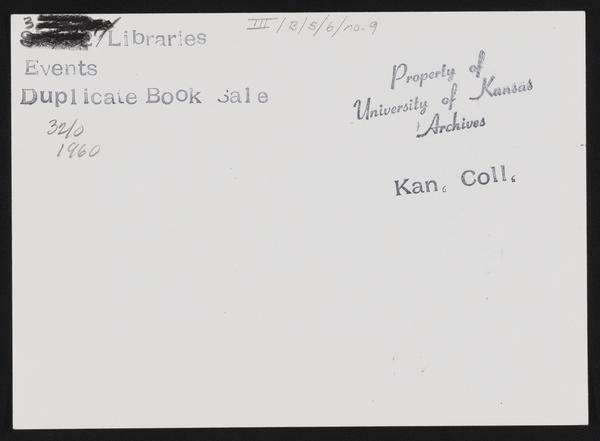 III/B/5/6/no.9
3
/Libraries
Events
Duplicate Book Sale
32/0
1960
Property of
University of Kansas
Archives
Kan. Coll.